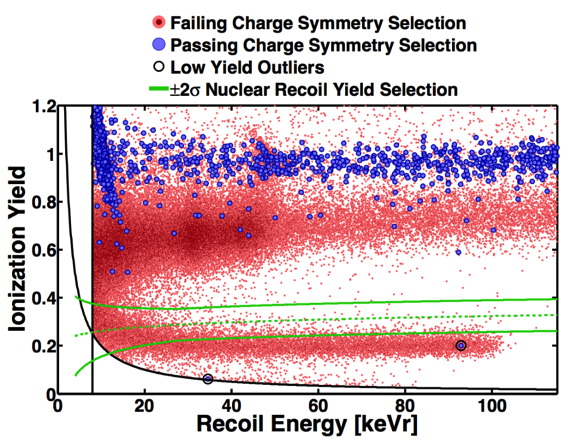 Failing Charge Symmetry Selection
Passing Charge Symmetry Selection
Low Yield Outliers
±2σ Nuclear Recoil Yield Selection
1.2
1
0.8
0.6
0.4
0.2
0
Ionization Yield
0 20 40 60 80 100
Recoil Energy [keVr]